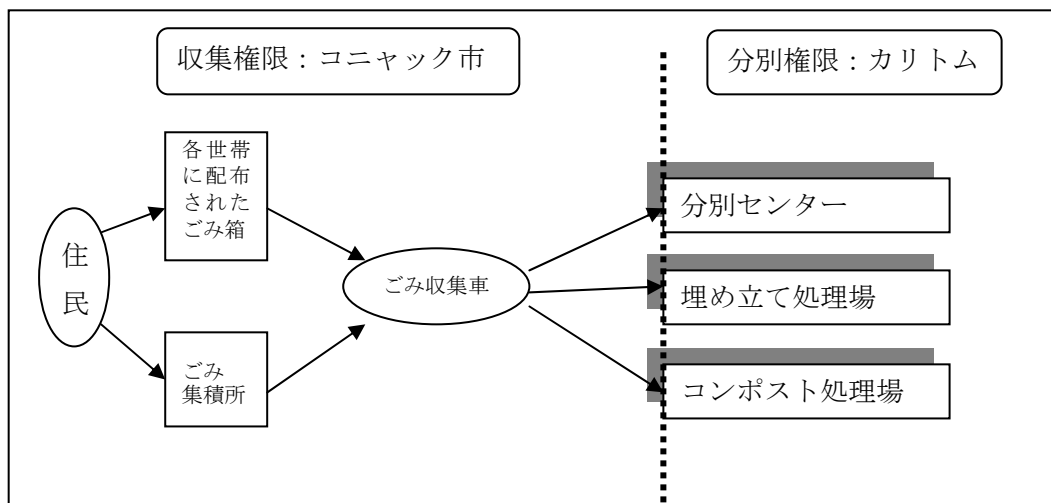 収集権限：コニャック市
分別権限：カリトム
各世帯
に配布
された
ごみ箱
住
民
ごみ収集車
ごみ
集積所
分別センター
埋め立て処理場
コンポスト処理場